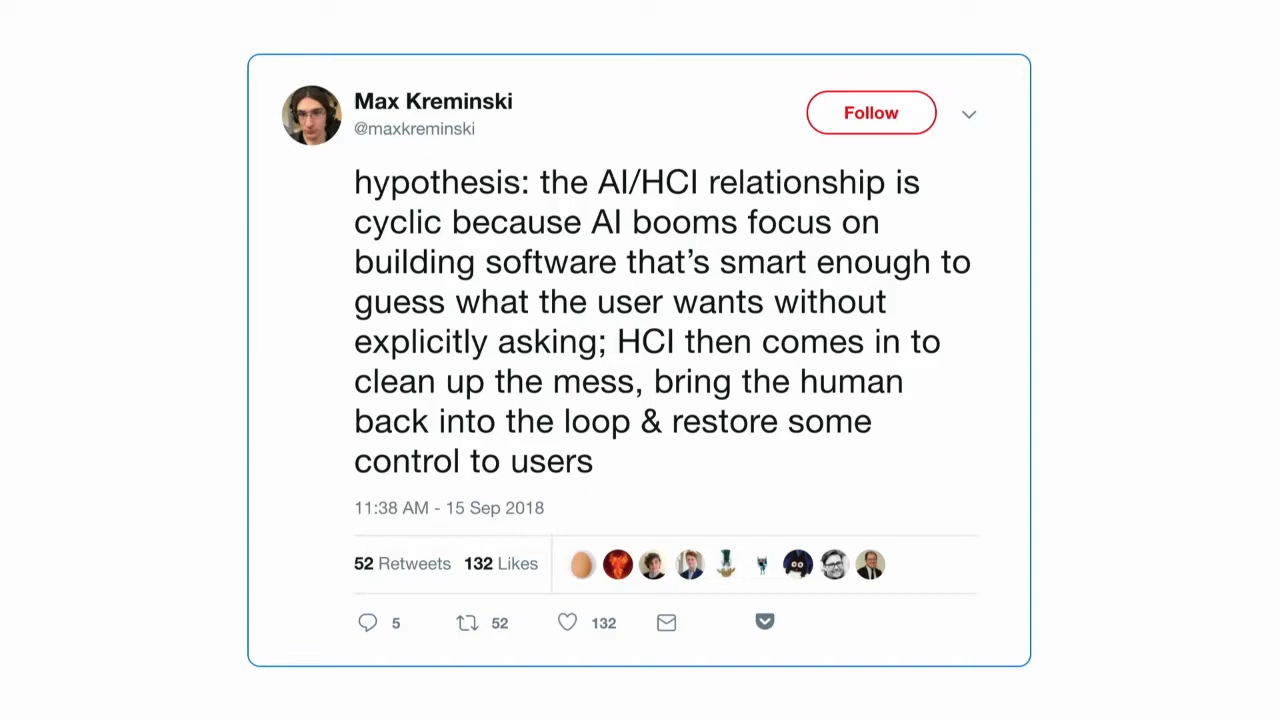 Max Kreminski
@maxkreminski
Follow
hypothesis: the AI/HCI relationship is
cyclic because AI booms focus on
building software that’s smart enough to
guess what the user wants without
explicitly asking; HCI then comes in to
clean up the mess, bring the human
back into the loop & restore some
control to users
11:38 AM - 15 Sep 2018
52 Retweets 132 Likes
5 52 132